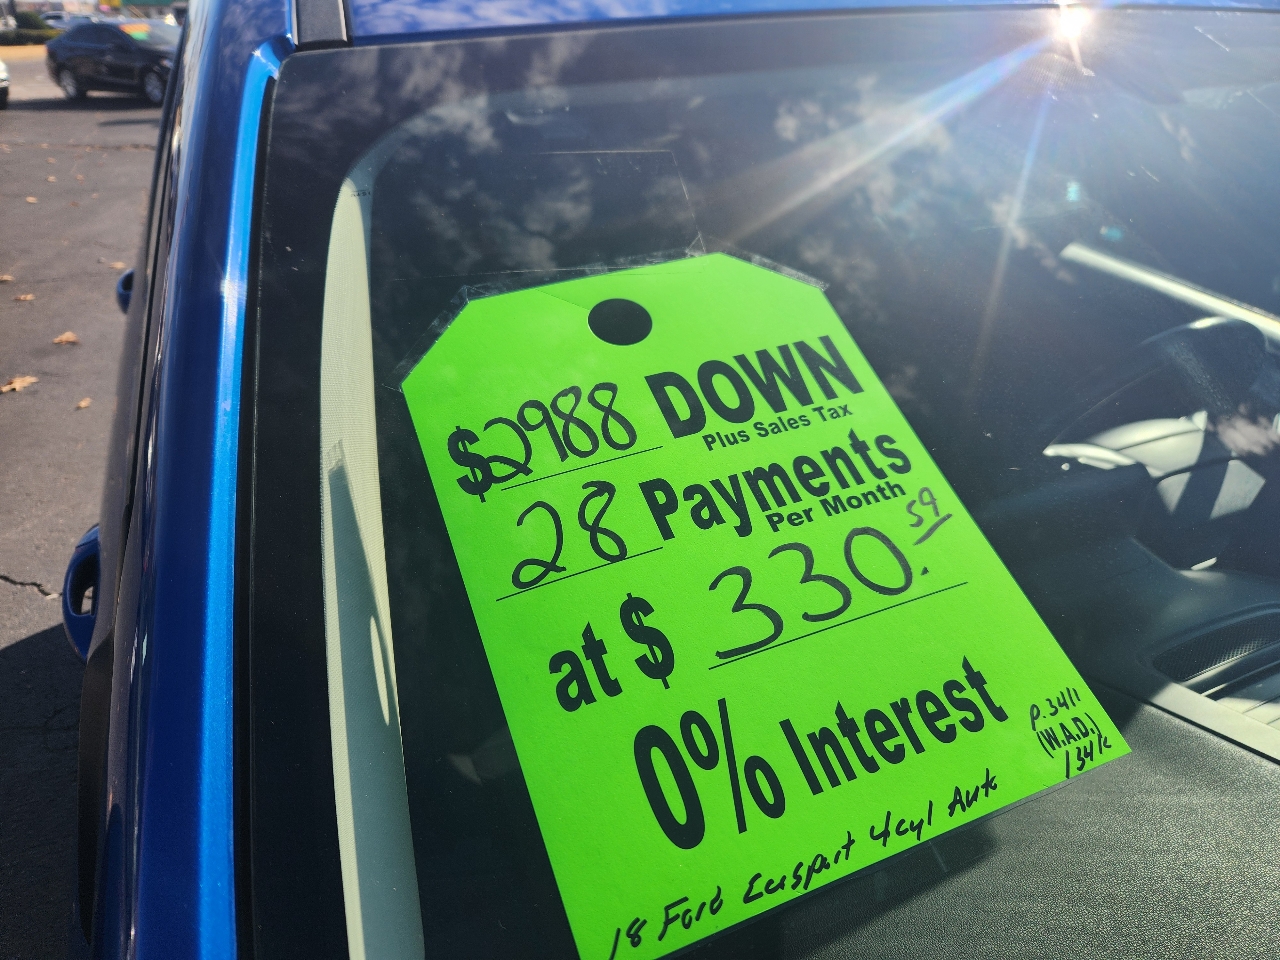 $2988 DOWN
Plus Sales Tax
28 Payments
Per Month
at $ 330.59
0% Interest
P.3411
(W.A.D.)
134k
18 Ford Ecosport 4cyl Auto